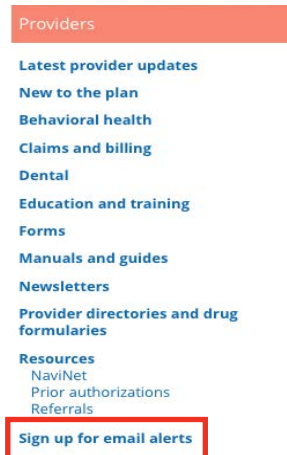 Providers
Latest provider updates
New to the plan
Behavioral health
Claims and billing
Dental
Education and training
Forms
Manuals and guides
Newsletters
Provider directories and drug
formularies
Resources
NaviNet
Prior authorizations
Referrals
Sign up for email alerts